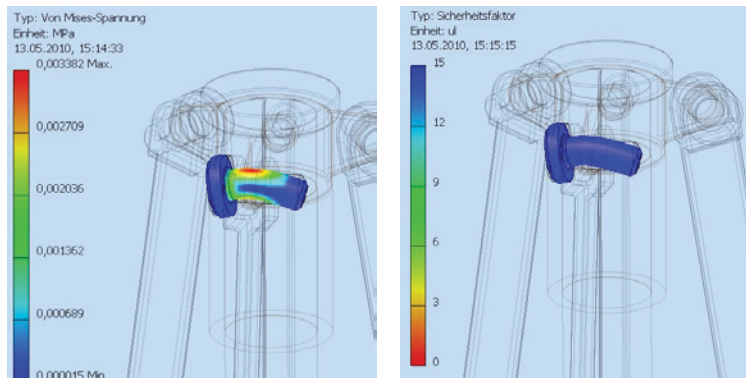 Typ: Von Mises-Spannung
Einheit: MPa
13.05.2010, 15:14:33
0,003382 Max.
0,002709
0,002036
0,001362
0,000689
0,000015 Min.
Typ: Sicherheitsfaktor
Einheit: ul
13.05.2010, 15:15:15
15
12
9
6
3
0